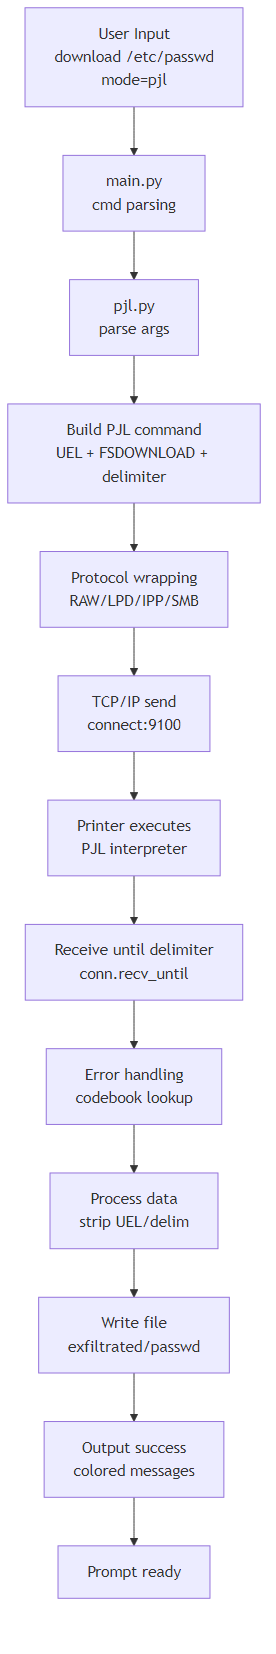 User Input
download /etc/passwd
mode=pjl
main.py
cmd parsing
pjl.py
parse args
Build PJL command
UEL + FSDOWNLOAD +
delimiter
Protocol wrapping
RAW/LPD/IPP/SMB
TCP/IP send
connect:9100
Printer executes
PJL interpreter
Receive until delimiter
conn.recv_until
Error handling
codebook lookup
Process data
strip UEL/delim
Write file
exfiltrated/passwd
Output success
colored messages
Prompt ready